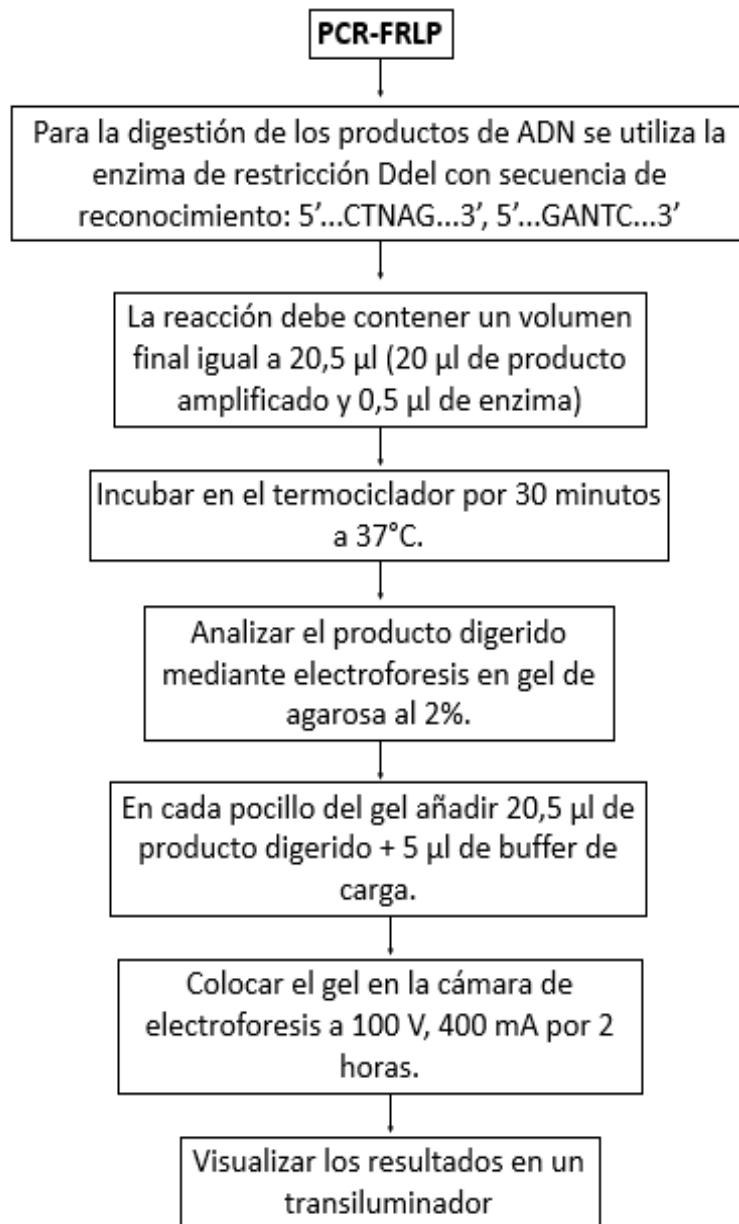 PCR-FRLP
Para la digestión de los productos de ADN se utiliza la
enzima de restricción Ddel con secuencia de
reconocimiento: 5’...CTNAG...3’, 5’...GANTC...3’
La reacción debe contener un volumen
final igual a 20,5 µl (20 µl de producto
amplificado y 0,5 µl de enzima)
Incubar en el termociclador por 30 minutos
a 37°C.
Analizar el producto digerido
mediante electroforesis en gel de
agarosa al 2%.
En cada pocillo del gel añadir 20,5 µl de
producto digerido + 5 µl de buffer de
carga.
Colocar el gel en la cámara de
electroforesis a 100 V, 400 mA por 2
horas.
Visualizar los resultados en un
transiluminador